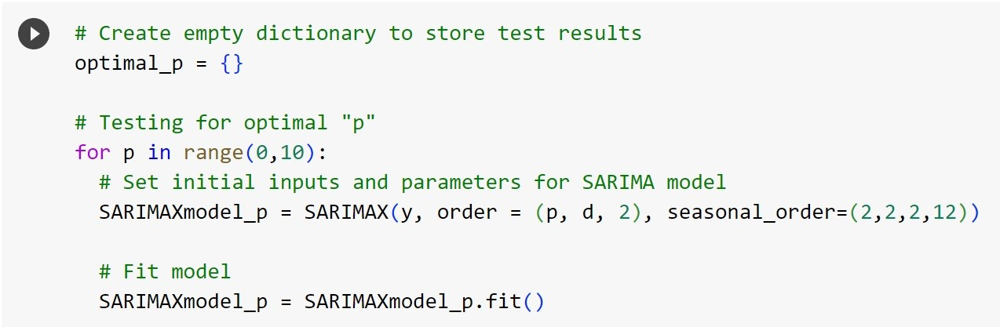 # Create empty dictionary to store test results
optimal_p = {}
# Testing for optimal "p"
for p in range(0,10):
# Set initial inputs and parameters for SARIMA model
SARIMAXmodel_p = SARIMAX(y, order = (p, d, 2), seasonal_order=(2,2,2,12))
# Fit model
SARIMAXmodel_p = SARIMAXmodel_p.fit()